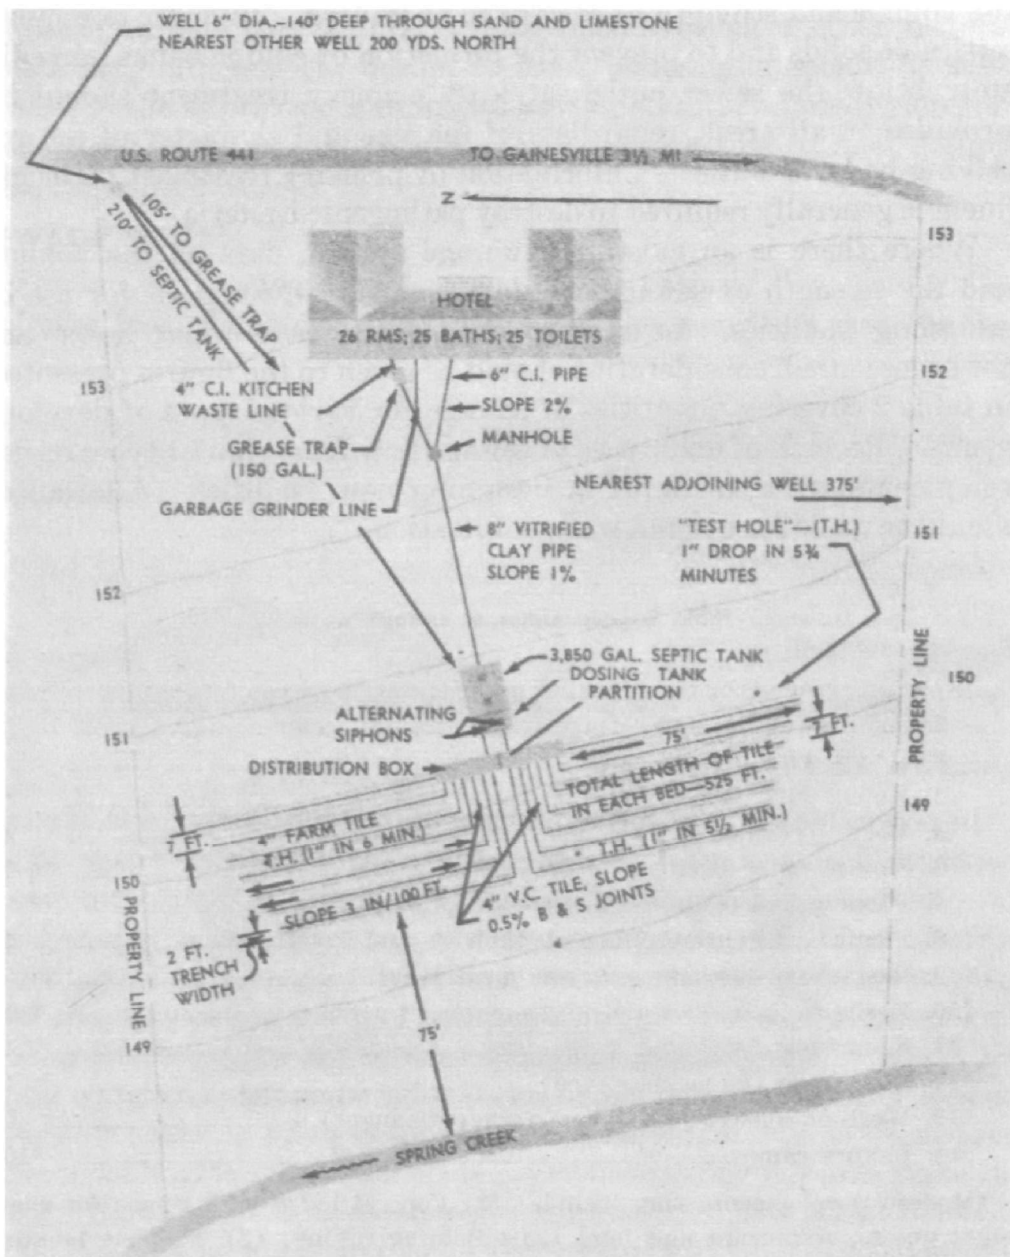 WELL 6" DIA.–140' DEEP THROUGH SAND AND LIMESTONE
NEAREST OTHER WELL 200 YDS. NORTH
U.S. ROUTE 441
TO GAINESVILLE 3½ MI
N
153
105' TO GREASE TRAP
210' TO SEPTIC TANK
HOTEL
26 RMS; 25 BATHS; 25 TOILETS
153
152
4" C.I. KITCHEN
WASTE LINE
6" C.I. PIPE
SLOPE 2%
GREASE TRAP
(150 GAL.)
MANHOLE
GARBAGE GRINDER LINE
NEAREST ADJOINING WELL 375'
8" VITRIFIED
CLAY PIPE
SLOPE 1%
"TEST HOLE"—(T.H.)
1" DROP IN 5¾
MINUTES
151
152
3,850 GAL. SEPTIC TANK
DOSING TANK
PARTITION
PROPERTY LINE
150
ALTERNATING
SIPHONS
151
75'
7 FT.
DISTRIBUTION BOX
TOTAL LENGTH OF TILE
IN EACH BED—525 FT.
149
7 FT.
4" FARM TILE
T.H. (1" IN 6 MIN.)
T.H. (1" IN 5½ MIN.)
150
SLOPE 3 IN/100 FT.
4" V.C. TILE, SLOPE
0.5% B & S JOINTS
PROPERTY LINE
2 FT.
TRENCH
WIDTH
149
75'
SPRING CREEK